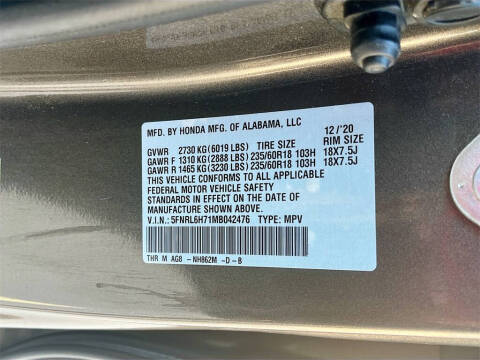 MFD. BY HONDA MFG. OF ALABAMA, LLC 12/'20
GVWR 2730 KG (6019 LBS) TIRE SIZE RIM SIZE
GAWR F 1310 KG (2888 LBS) 235/60R18 103H 18X7.5J
GAWR R 1465 KG (3230 LBS) 235/60R18 103H 18X7.5J
THIS VEHICLE CONFORMS TO ALL APPLICABLE
FEDERAL MOTOR VEHICLE SAFETY
STANDARDS IN EFFECT ON THE DATE OF
MANUFACTURE SHOWN ABOVE.
V.I.N.: 5FNRL6H71MB042476 TYPE: MPV
THR M AG8 -NH862M -D-B